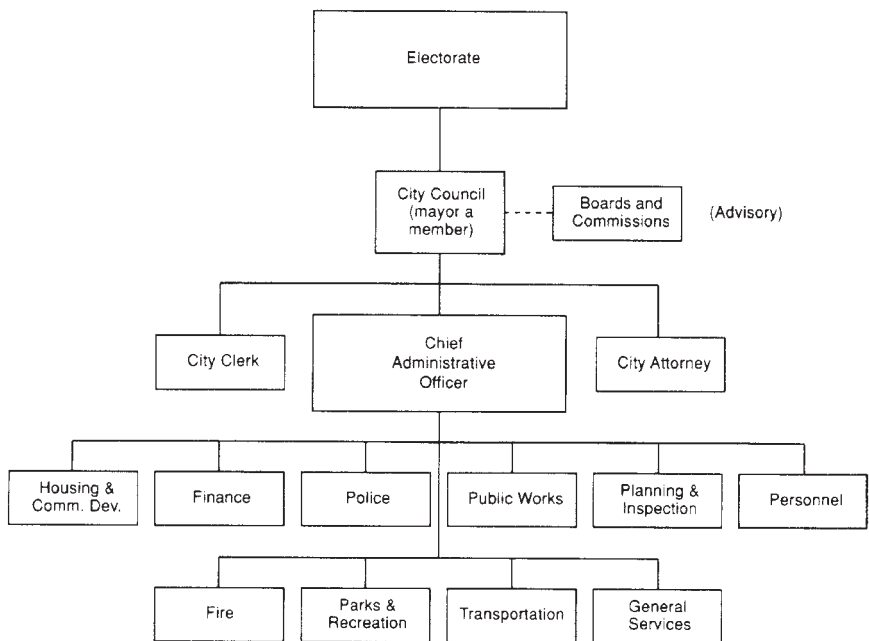 Electorate
City Council
(mayor a
member)
Boards and
Commissions
(Advisory)
City Clerk
Chief
Administrative
Officer
City Attorney
Housing &
Comm. Dev.
Finance
Police
Public Works
Planning &
Inspection
Personnel
Fire
Parks &
Recreation
Transportation
General
Services